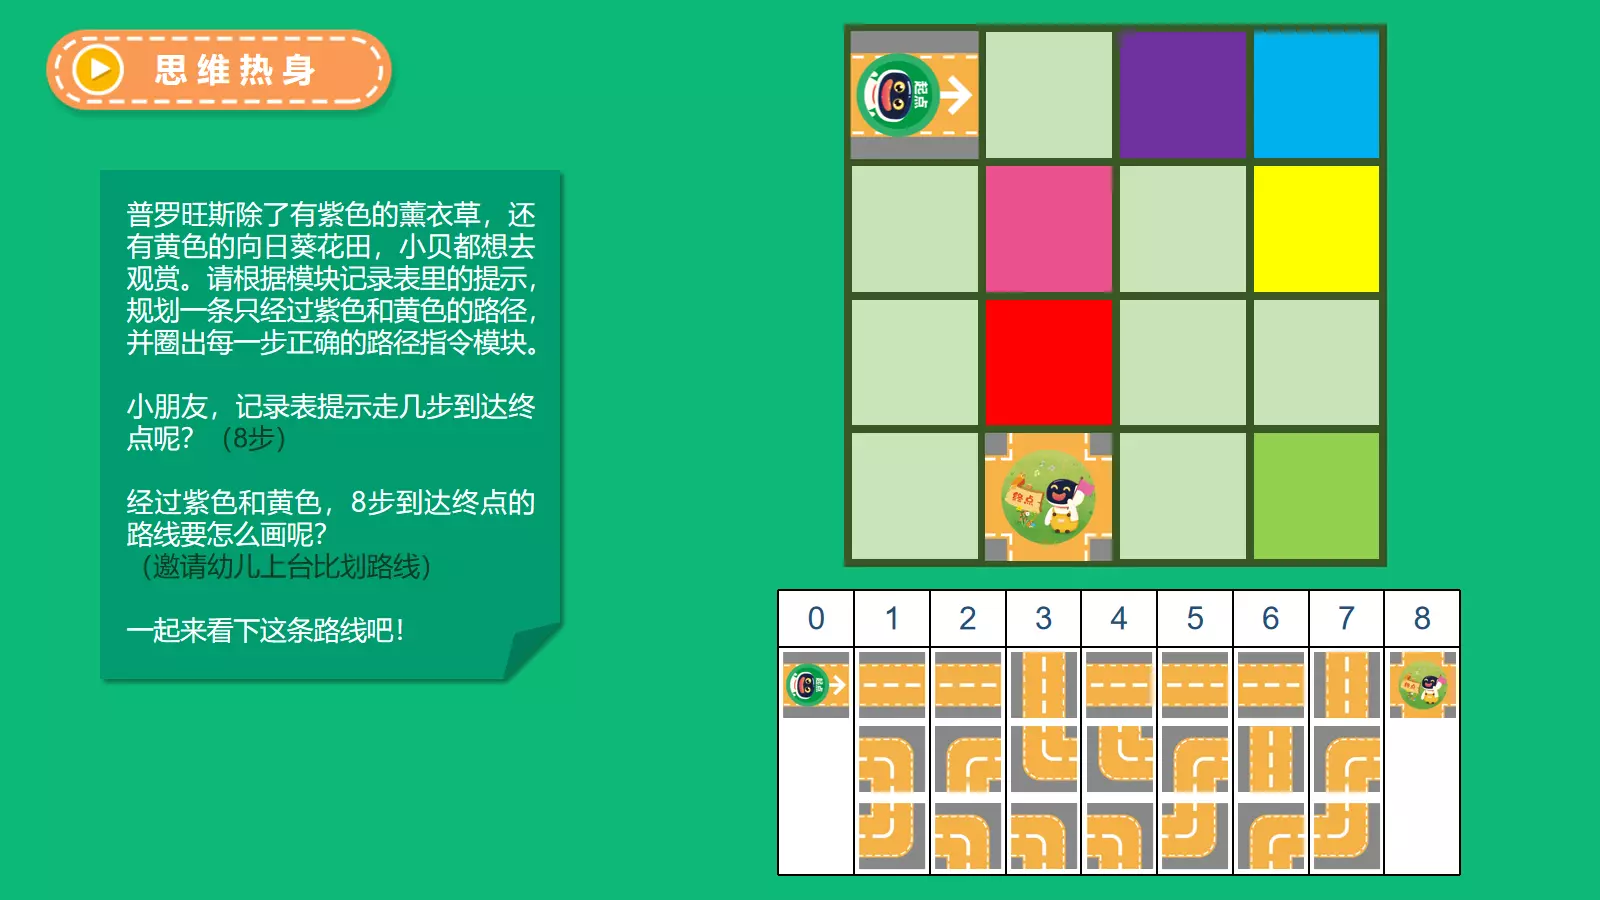 思维热身
普罗旺斯除了有紫色的薰衣草，还
有黄色的向日葵花田，小贝都想去
观赏。请根据模块记录表里的提示，
规划一条只经过紫色和黄色的路径，
并圈出每一步正确的路径指令模块。
小朋友，记录表提示走几步到达终
点呢？（8步）
经过紫色和黄色，8步到达终点的
路线要怎么画呢？
（邀请幼儿上台比划路线）
一起来看下这条路线吧！
起点
终点
0 1 2 3 4 5 6 7 8
起点
终点